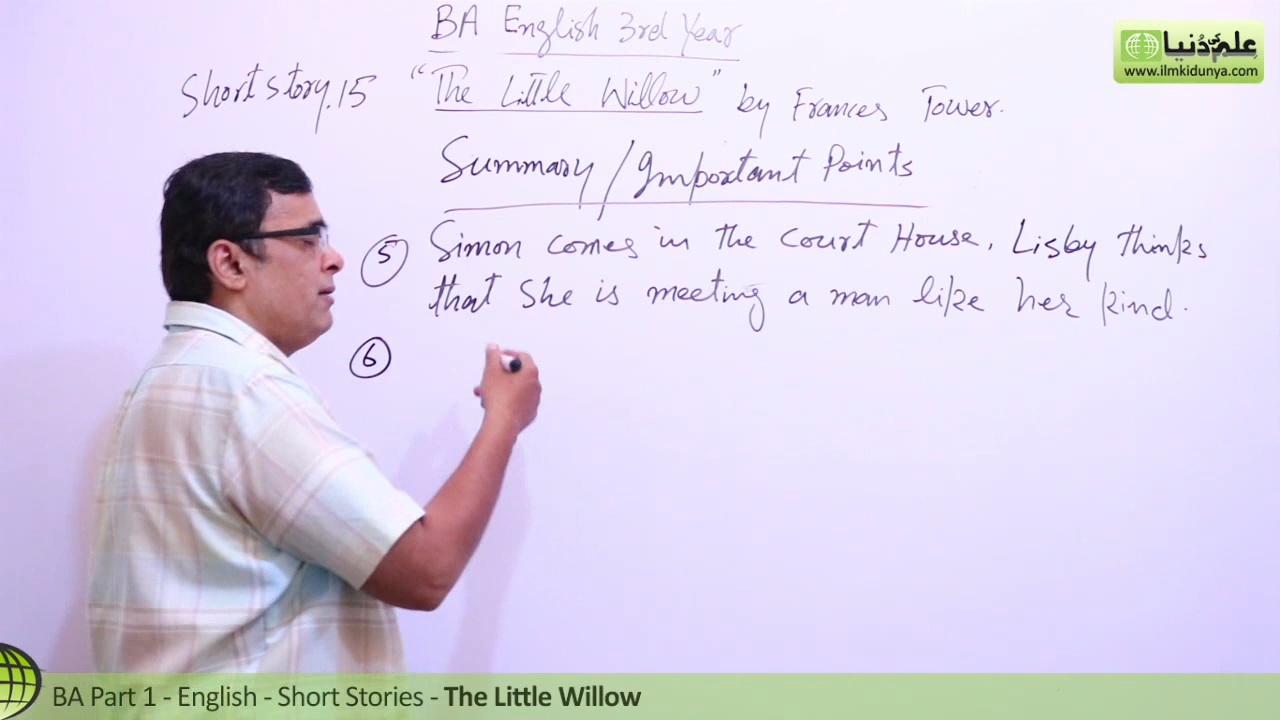 BA English 3rd Year
Short story.15 "The Little Willow" by Frances Tower.
Summary/Important Points
5 Simon comes in the Court House. Lisby thinks
that She is meeting a man like her kind.
6
علم کی دُنیا
www.ilmkidunya.com
BA Part 1 - English - Short Stories - The Little Willow